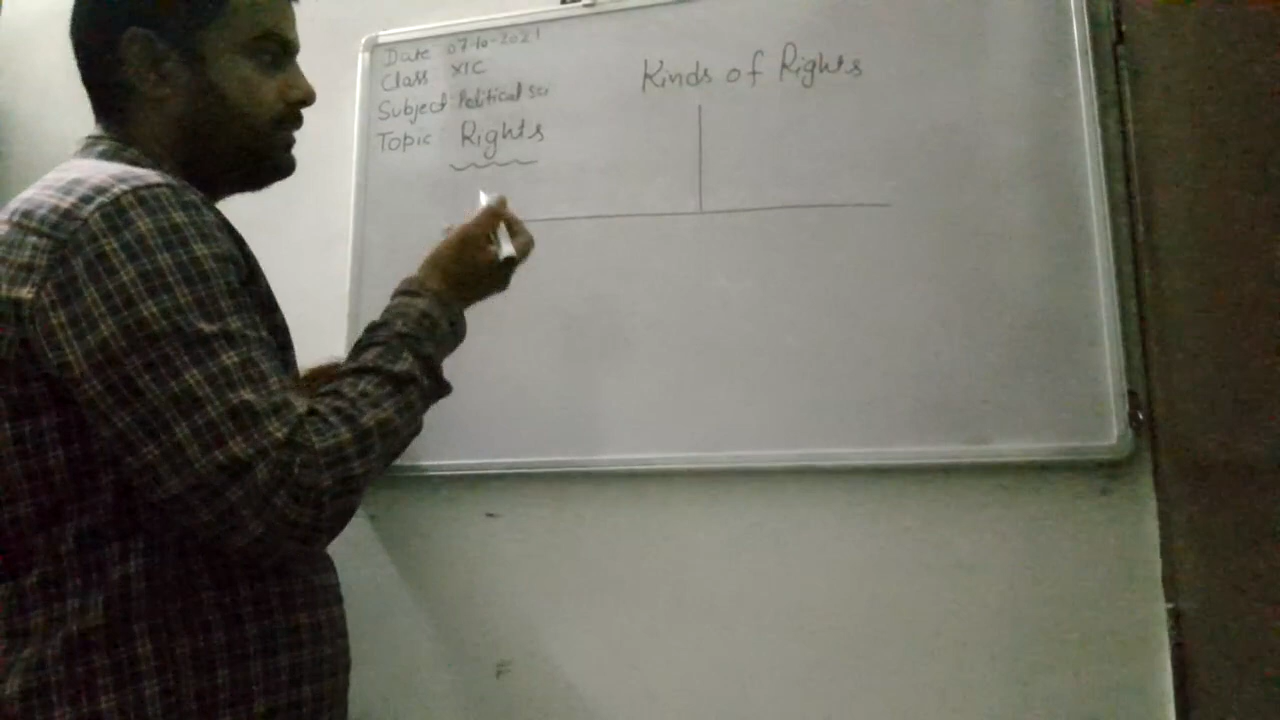 Date 07-10-2021
Class XIC
Subject Political Sci
Topic Rights
Kinds of Rights